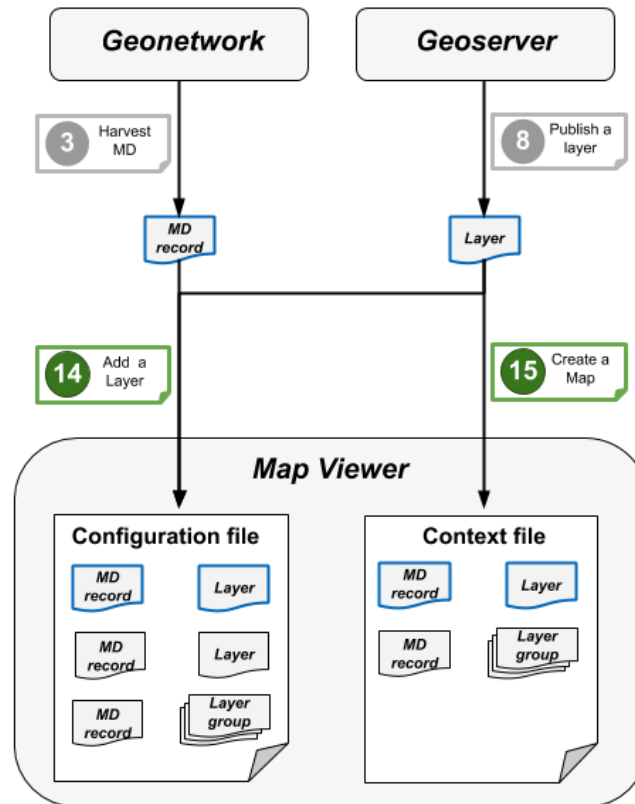 Geonetwork
Geoserver
3
Harvest
MD
8
Publish a
layer
MD
record
Layer
14
Add a
Layer
15
Create a
Map
Map Viewer
Configuration file
MD
record
Layer
MD
record
Layer
MD
record
Layer
group
Context file
MD
record
Layer
MD
record
Layer
group